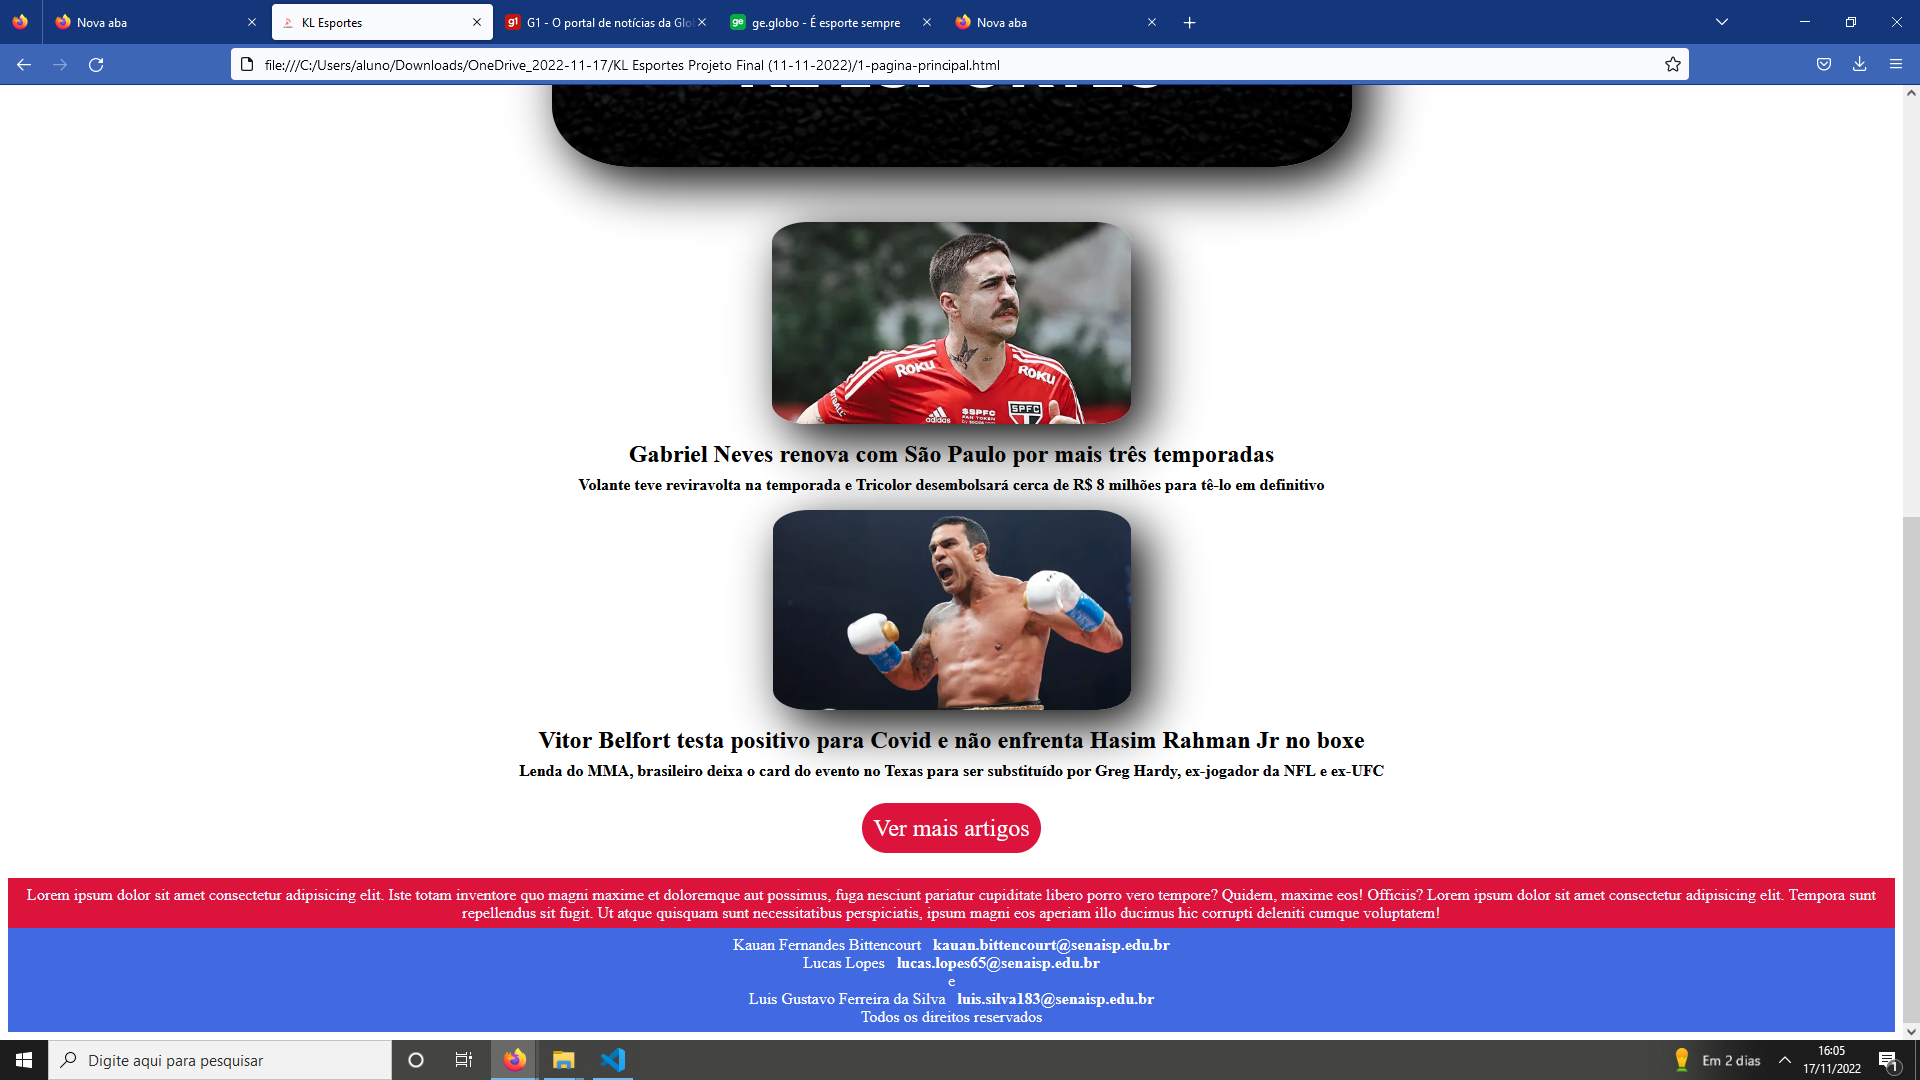 Nova aba
KL Esportes
G1 - O portal de notícias da Glo
ge.globo - É esporte sempre
Nova aba
file:///C:/Users/aluno/Downloads/OneDrive_2022-11-17/KL Esportes Projeto Final (11-11-2022)/1-pagina-principal.html
KL ESPORTES
ROKU
ROKU
adidas
$SPFC
FAN TOKEN
SPFC
Gabriel Neves renova com São Paulo por mais três temporadas
Volante teve reviravolta na temporada e Tricolor desembolsará cerca de R$ 8 milhões para tê-lo em definitivo
Vitor Belfort testa positivo para Covid e não enfrenta Hasim Rahman Jr no boxe
Lenda do MMA, brasileiro deixa o card do evento no Texas para ser substituído por Greg Hardy, ex-jogador da NFL e ex-UFC
Ver mais artigos
Lorem ipsum dolor sit amet consectetur adipisicing elit. Iste totam inventore quo magni maxime et doloremque aut possimus, fuga nesciunt pariatur cupiditate libero porro vero tempore? Quidem, maxime eos! Officiis? Lorem ipsum dolor sit amet consectetur adipisicing elit. Tempora sunt
repellendus sit fugit. Ut atque quisquam sunt necessitatibus perspiciatis, ipsum magni eos aperiam illo ducimus hic corrupti deleniti cumque voluptatem!
Kauan Fernandes Bittencourt kauan.bittencourt@senaisp.edu.br
Lucas Lopes lucas.lopes65@senaisp.edu.br
e
Luis Gustavo Ferreira da Silva luis.silva183@senaisp.edu.br
Todos os direitos reservados
Digite aqui para pesquisar
Em 2 dias
16:05
17/11/2022
1